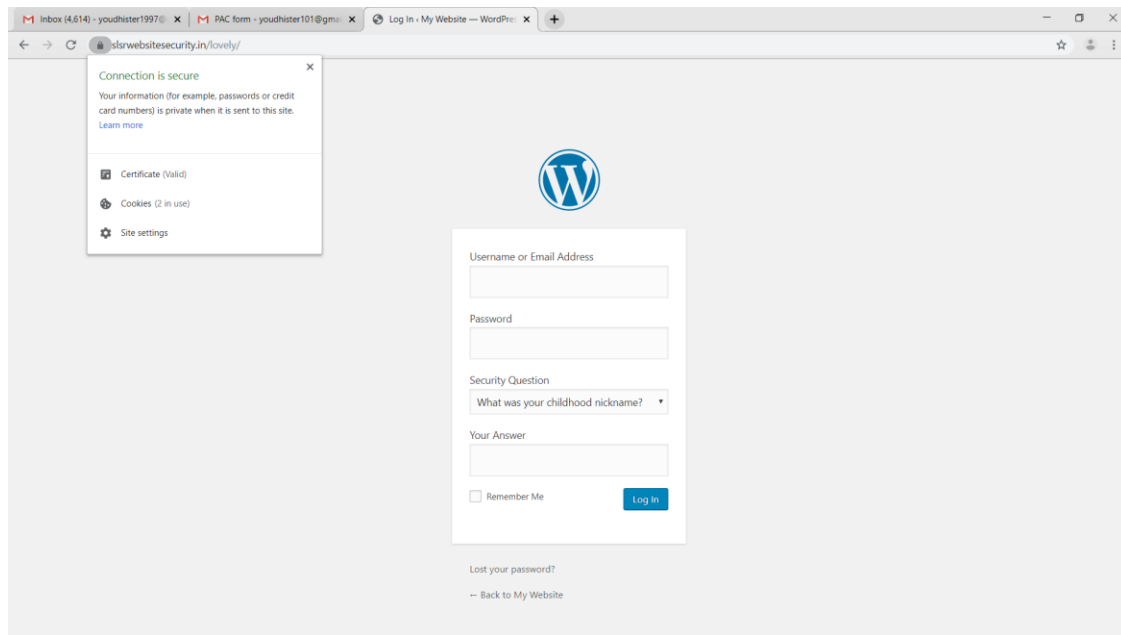 Inbox (4,614) - youdhister1997@
PAC form - youdhister101@gmai
Log In ‹ My Website — WordPres
slsrwebsitesecurity.in/lovely/
Connection is secure
Your information (for example, passwords or credit
card numbers) is private when it is sent to this site.
Learn more
Certificate (Valid)
Cookies (2 in use)
Site settings
Username or Email Address
Password
Security Question
What was your childhood nickname?
Your Answer
Remember Me
Log In
Lost your password?
← Back to My Website